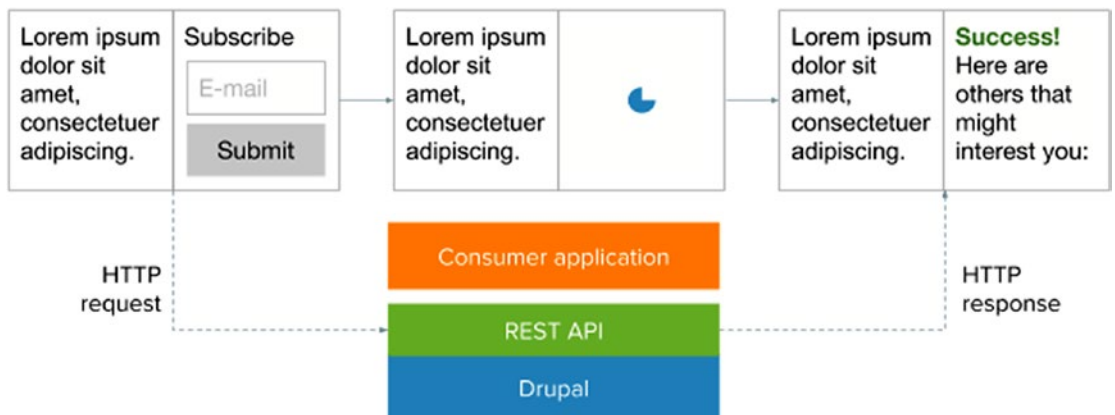 Lorem ipsum
dolor sit
amet,
consectetuer
adipiscing.
Subscribe
E-mail
Submit
Lorem ipsum
dolor sit
amet,
consectetuer
adipiscing.
Lorem ipsum
dolor sit
amet,
consectetuer
adipiscing.
Success!
Here are
others that
might
interest you:
HTTP
request
Consumer application
REST API
Drupal
HTTP
response